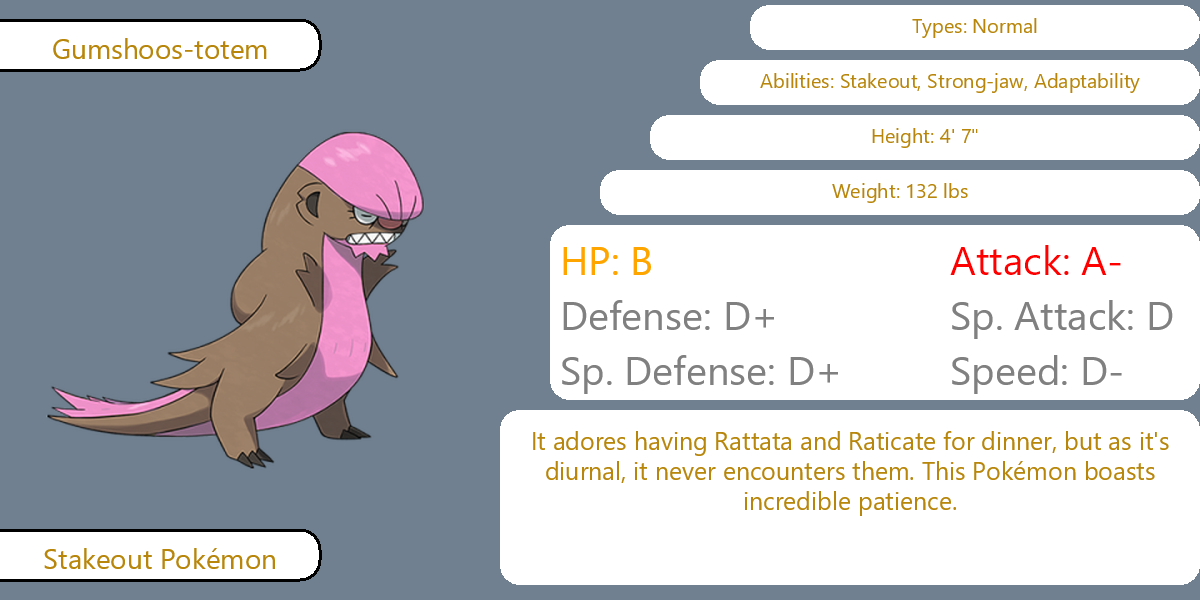 Gumshoos-totem
Types: Normal
Abilities: Stakeout, Strong-jaw, Adaptability
Height: 4' 7"
Weight: 132 lbs
HP: B
Attack: A-
Defense: D+
Sp. Attack: D
Sp. Defense: D+
Speed: D-
It adores having Rattata and Raticate for dinner, but as it's
diurnal, it never encounters them. This Pokémon boasts
incredible patience.
Stakeout Pokémon